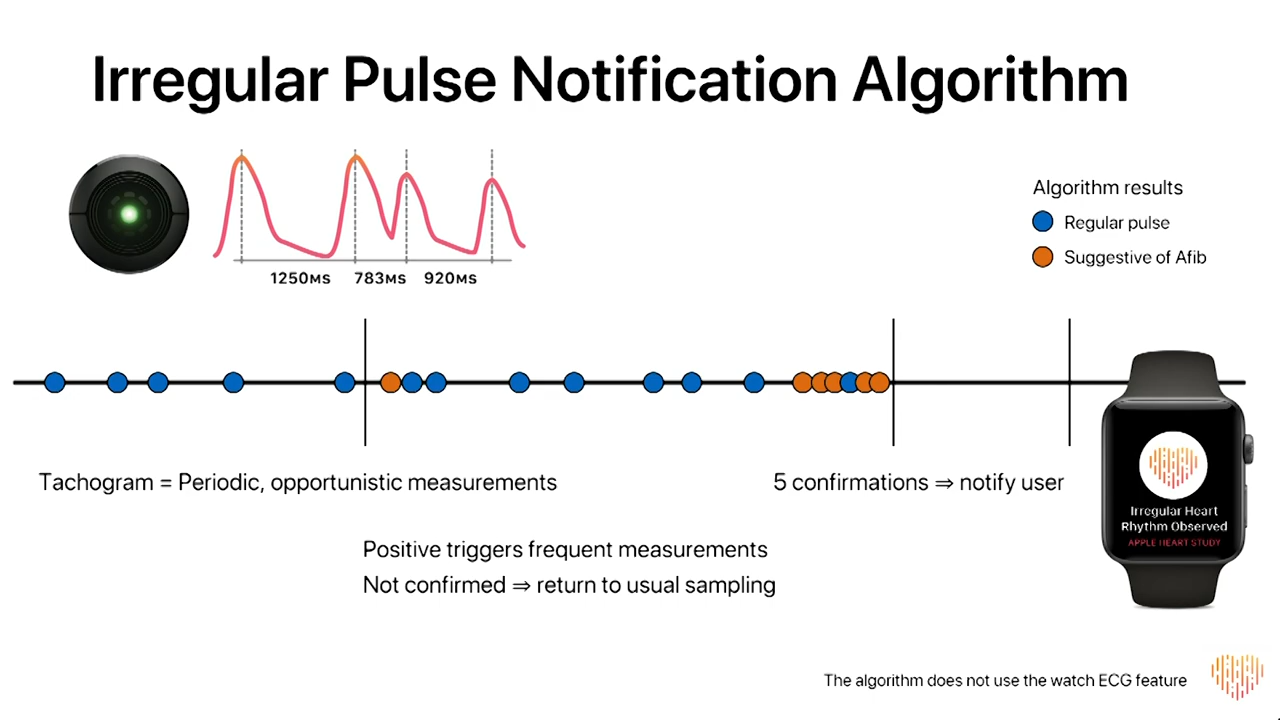 Irregular Pulse Notification Algorithm
1250MS 783MS 920MS
Algorithm results
Regular pulse
Suggestive of Afib
Tachogram = Periodic, opportunistic measurements
5 confirmations ⇒ notify user
Positive triggers frequent measurements
Not confirmed ⇒ return to usual sampling
Irregular Heart
Rhythm Observed
APPLE HEART STUDY
The algorithm does not use the watch ECG feature